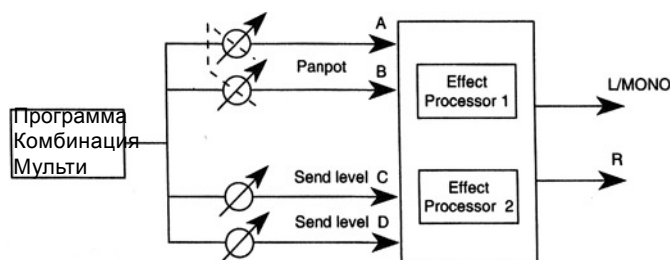 A
Panpot B
Effect
Processor 1
L/MONO
Программа
Комбинация
Мульти
R
Send level C
Effect
Processor 2
Send level D